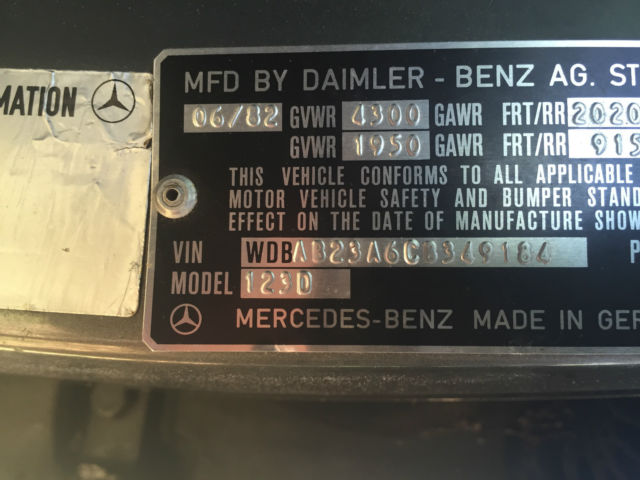 MATION
MFD BY DAIMLER - BENZ AG. ST
06/82 GVWR 4300 GAWR FRT/RR 2020
GVWR 1950 GAWR FRT/RR 915
THIS VEHICLE CONFORMS TO ALL APPLICABLE
MOTOR VEHICLE SAFETY AND BUMPER STAND
EFFECT ON THE DATE OF MANUFACTURE SHOW
VIN WDBAB23A6CB349184 P
MODEL 123D
MERCEDES-BENZ MADE IN GER